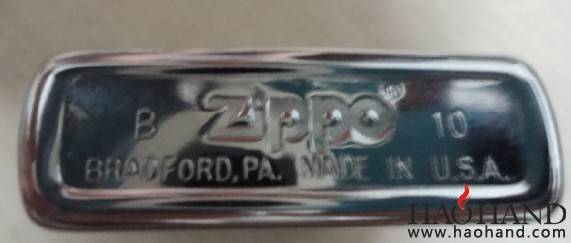 B Zippo® 10
BRADFORD, PA. MADE IN U.S.A.
HAOHAND
www.haohand.com